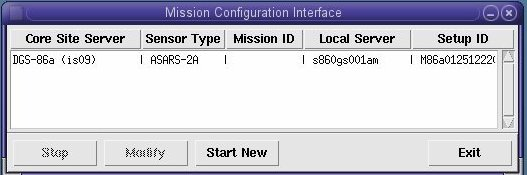 Mission Configuration Interface
Core Site Server Sensor Type Mission ID Local Server Setup ID
DGS-86a (is09) | ASARS-2A | | s860gs001am | M86a01251222(
Stop Modify Start New Exit